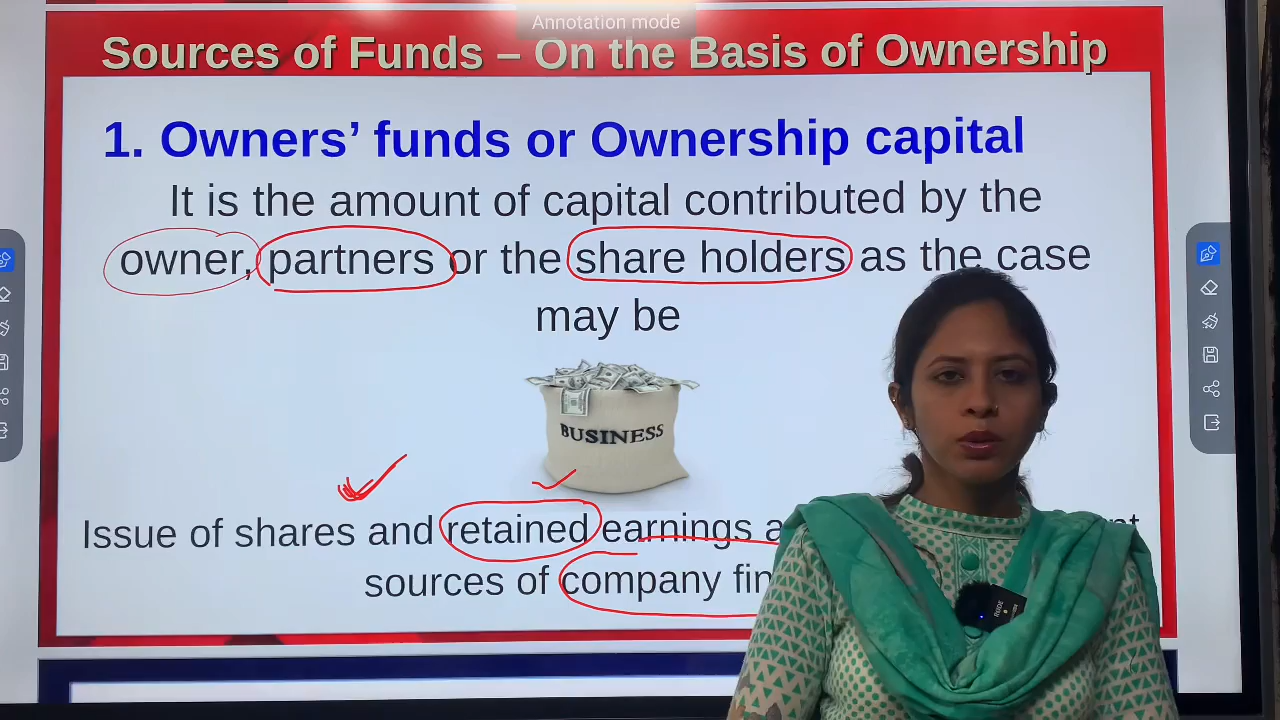 Annotation mode
Sources of Funds – On the Basis of Ownership
1. Owners’ funds or Ownership capital
It is the amount of capital contributed by the
owner, partners or the share holders as the case
may be
BUSINESS
Issue of shares and retained earnings
sources of company